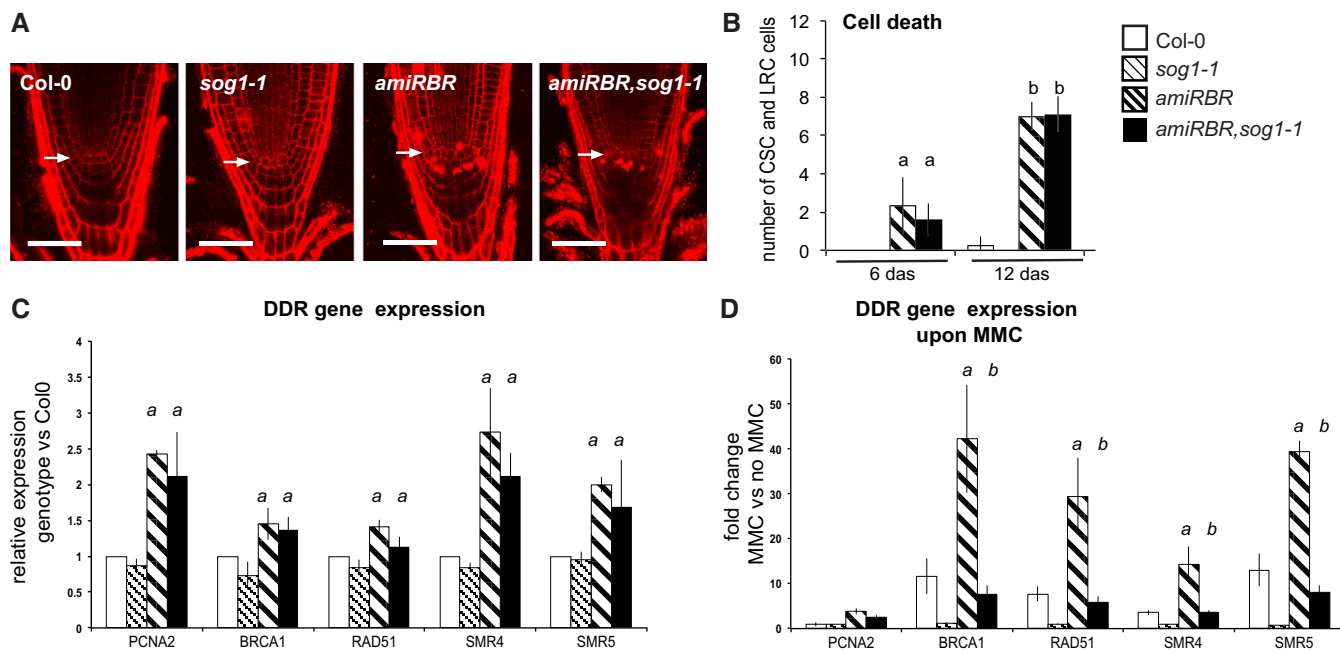 A
Col-0
sog1-1
amiRBR
amiRBR,sog1-1
B
Cell death
number of CSC and LRC cells
12
10
8
6
4
2
0
a a
b b
6 das
12 das
Col-0
sog1-1
amiRBR
amiRBR,sog1-1
C
DDR gene expression
relative expression
genotype vs Col0
4
3.5
3
2.5
2
1.5
1
0.5
0
a a
a a
a a
a a
a a
PCNA2
BRCA1
RAD51
SMR4
SMR5
D
DDR gene expression
upon MMC
fold change
MMC vs no MMC
60
50
40
30
20
10
0
a b
a b
a b
a b
PCNA2
BRCA1
RAD51
SMR4
SMR5